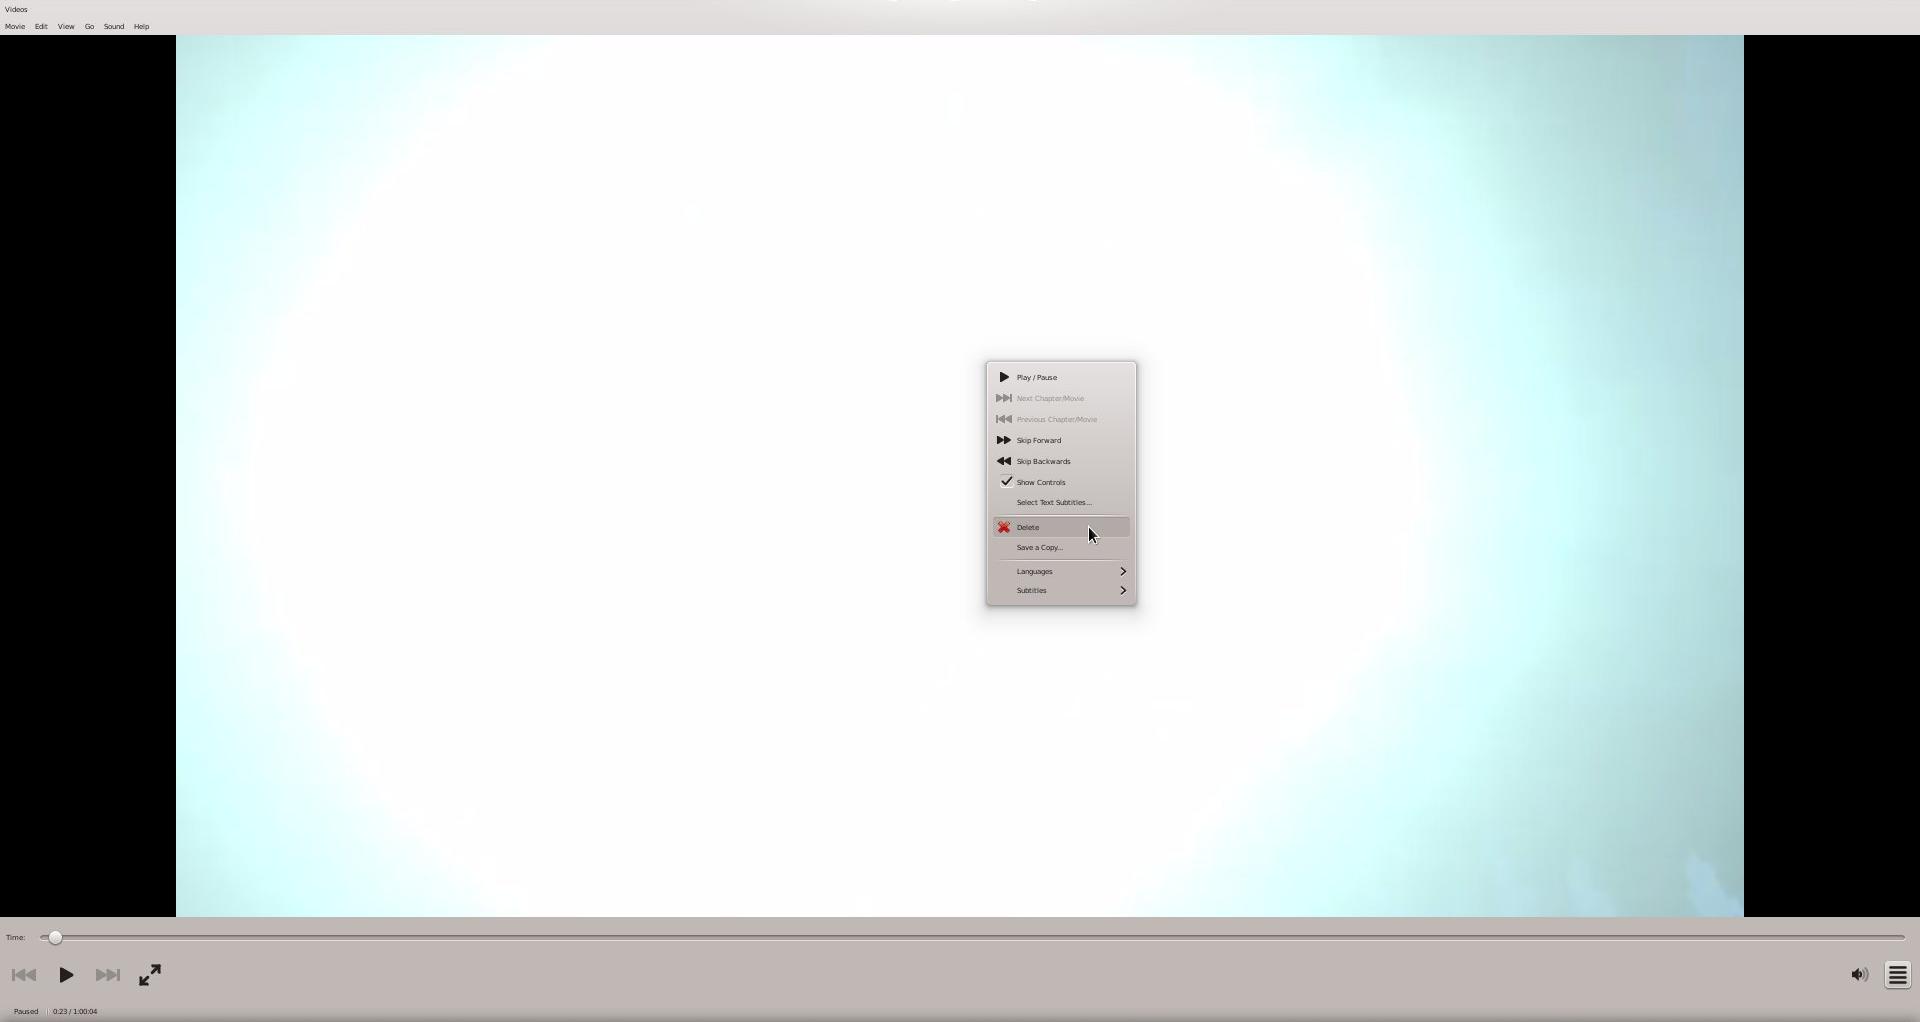 Videos
Movie Edit View Go Sound Help
Play / Pause
Next Chapter/Movie
Previous Chapter/Movie
Skip Forward
Skip Backwards
Show Controls
Select Text Subtitles...
Delete
Save a Copy...
Languages
Subtitles
Time:
Paused 0:23 / 1:00:04